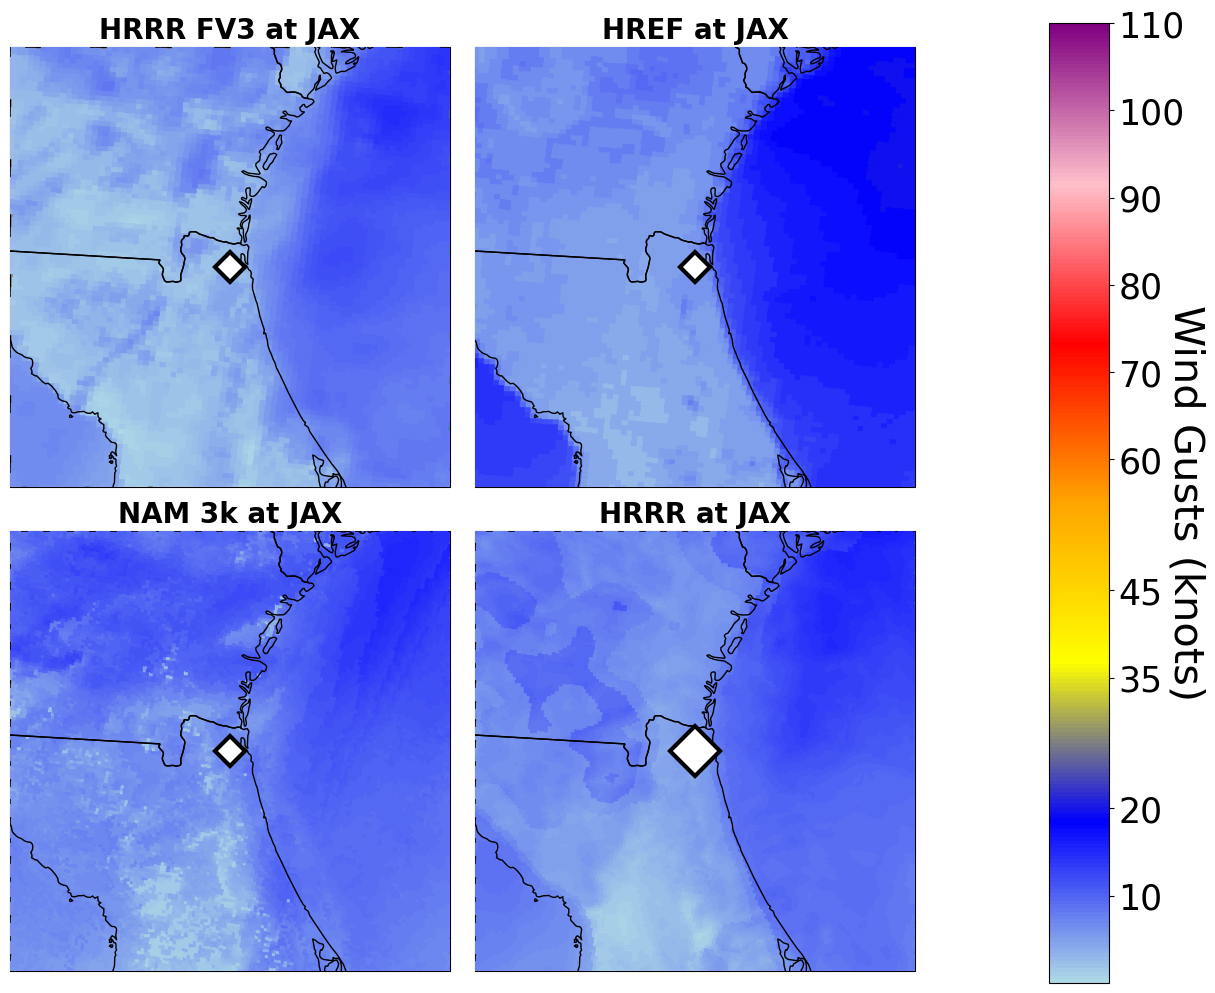 HRRR FV3 at JAX
HREF at JAX
NAM 3k at JAX
HRRR at JAX
110
100
90
80
70
60
45
35
20
10
Wind Gusts (knots)